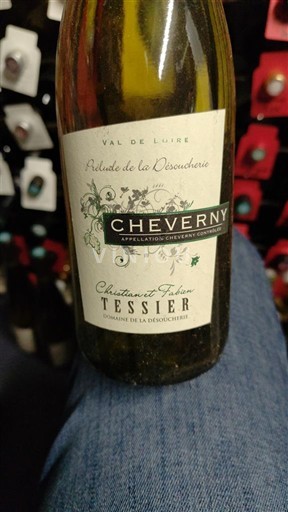 VAL DE LOIRE
Prélude de la Désoucherie
CHEVERNY
APPELLATION CHEVERNY CONTRÔLÉE
Christian et Fabien
TESSIER
DOMAINE DE LA DÉSOUCHERIE